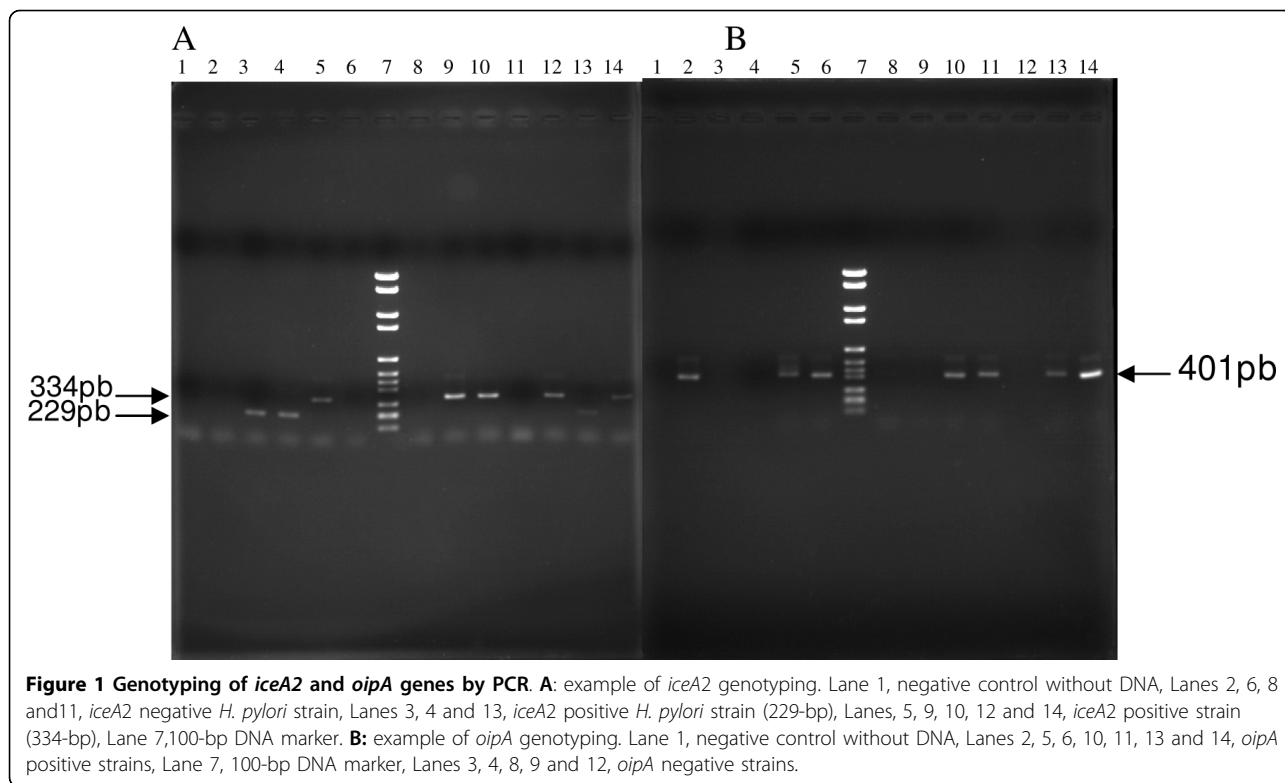 A
B
1 2 3 4 5 6 7 8 9 10 11 12 13 14
1 2 3 4 5 6 7 8 9 10 11 12 13 14
334pb
229pb
401pb
Figure 1 Genotyping of iceA2 and oipA genes by PCR. A: example of iceA2 genotyping. Lane 1, negative control without DNA, Lanes 2, 6, 8
and11, iceA2 negative H. pylori strain, Lanes 3, 4 and 13, iceA2 positive H. pylori strain (229-bp), Lanes, 5, 9, 10, 12 and 14, iceA2 positive strain
(334-bp), Lane 7,100-bp DNA marker. B: example of oipA genotyping. Lane 1, negative control without DNA, Lanes 2, 5, 6, 10, 11, 13 and 14, oipA
positive strains, Lane 7, 100-bp DNA marker, Lanes 3, 4, 8, 9 and 12, oipA negative strains.